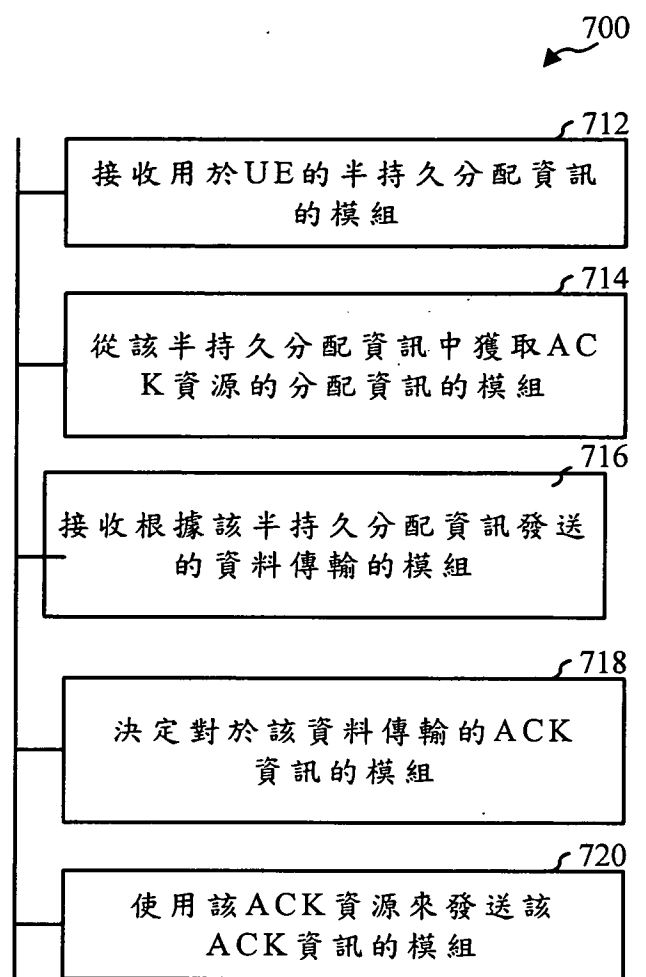 700
712
接收用於UE的半持久分配資訊
的模組
714
從該半持久分配資訊中獲取AC
K資源的分配資訊的模組
716
接收根據該半持久分配資訊發送
的資料傳輸的模組
718
決定對於該資料傳輸的ACK
資訊的模組
720
使用該ACK資源來發送該
ACK資訊的模組